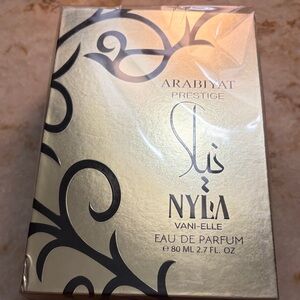 ARABIYAT
PRESTIGE
نيلا
NYLA
VANI-ELLE
EAU DE PARFUM
℮ 80 ML 2.7 FL. OZ